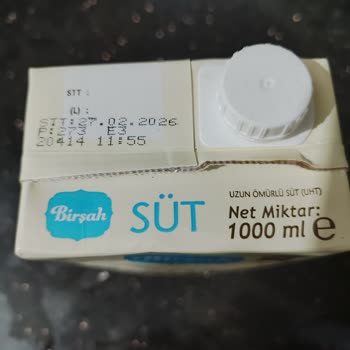 STT :
(L) :
STT:27.02.2026
P:273 E3
20414 11:55
Birşah
SÜT
UZUN ÖMÜRLÜ SÜT (UHT)
Net Miktar:
1000 ml e